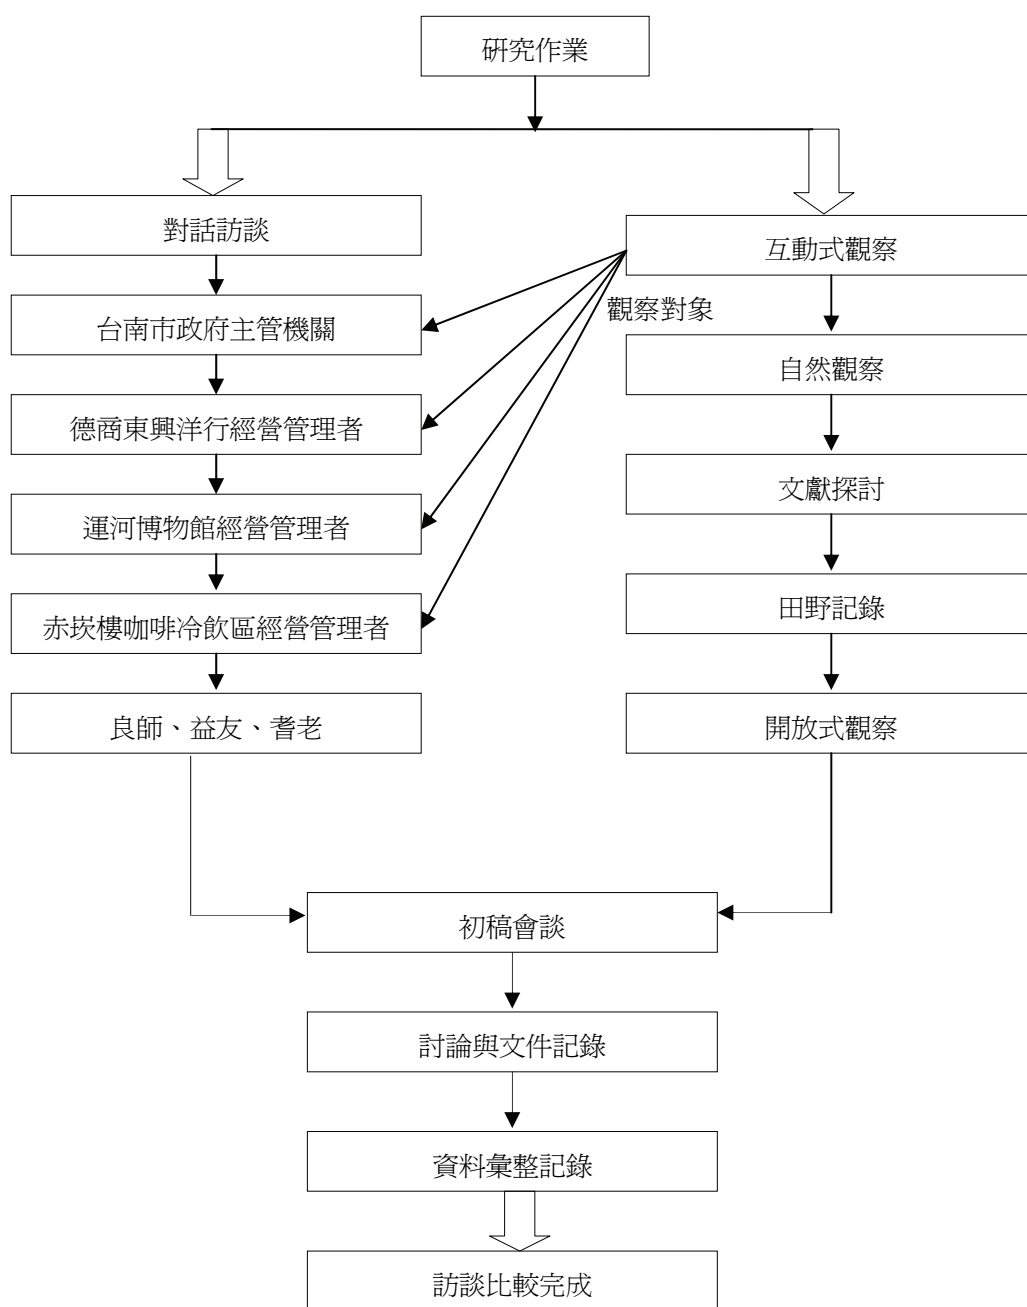 研究作業
對話訪談
互動式觀察
觀察對象
台南市政府主管機關
自然觀察
德商東興洋行經營管理者
文獻探討
運河博物館經營管理者
田野記錄
赤崁樓咖啡冷飲區經營管理者
良師、益友、耆老
開放式觀察
初稿會談
討論與文件記錄
資料彙整記錄
訪談比較完成